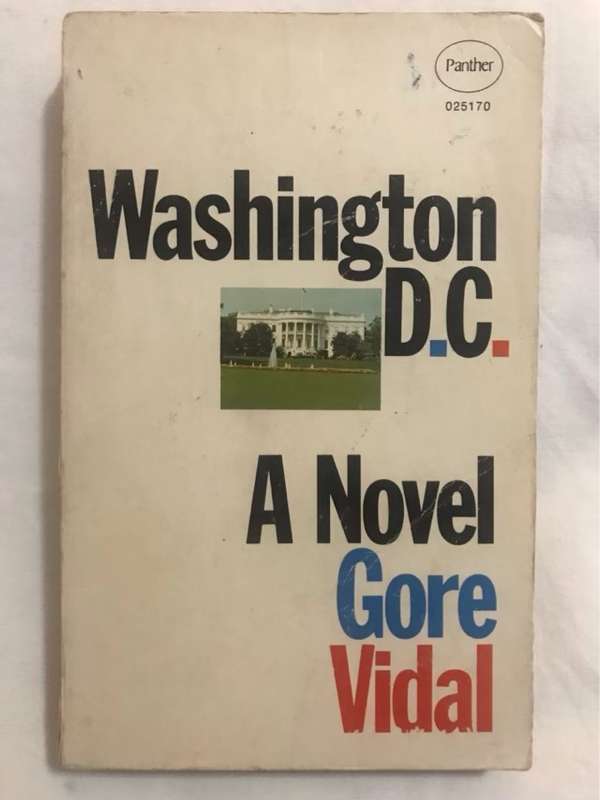 Panther
025170
Washington
D.C.
A Novel
Gore
Vidal